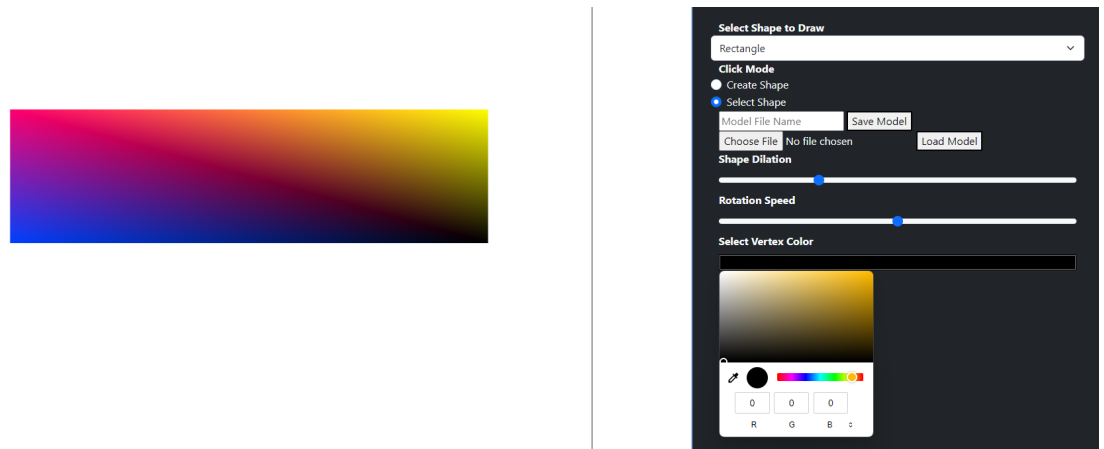 Select Shape to Draw
Rectangle
Click Mode
Create Shape
Select Shape
Model File Name Save Model
Choose File No file chosen Load Model
Shape Dilation
Rotation Speed
Select Vertex Color
0 0 0
R G B